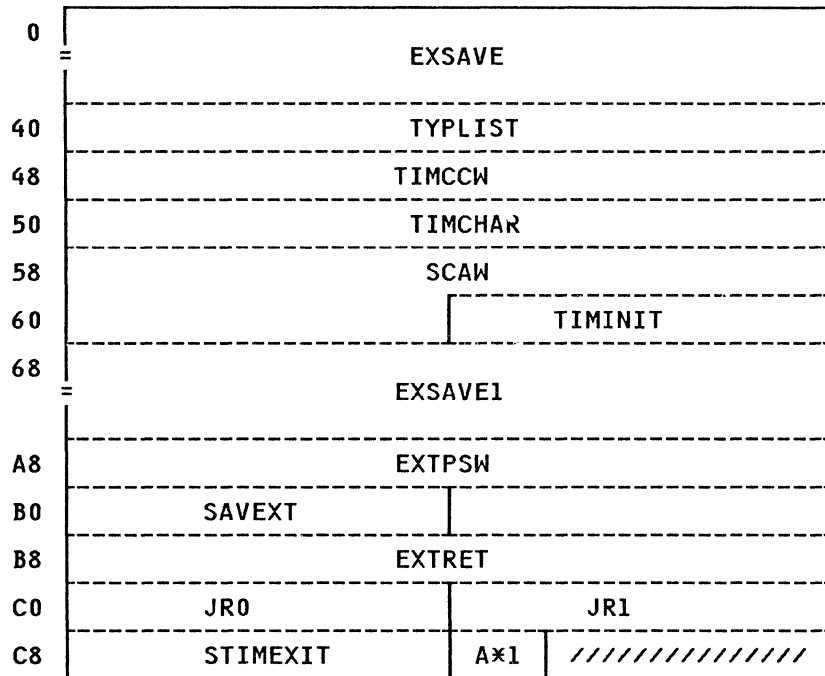 0
= EXSAVE
40 TYPLIST
48 TIMCCW
50 TIMCHAR
58 SCAW
60 TIMINIT
68
= EXSAVE1
A8 EXTPSW
B0 SAVEXT
B8 EXTRET
C0 JR0 JR1
C8 STIMEXIT A*1 ///////////////